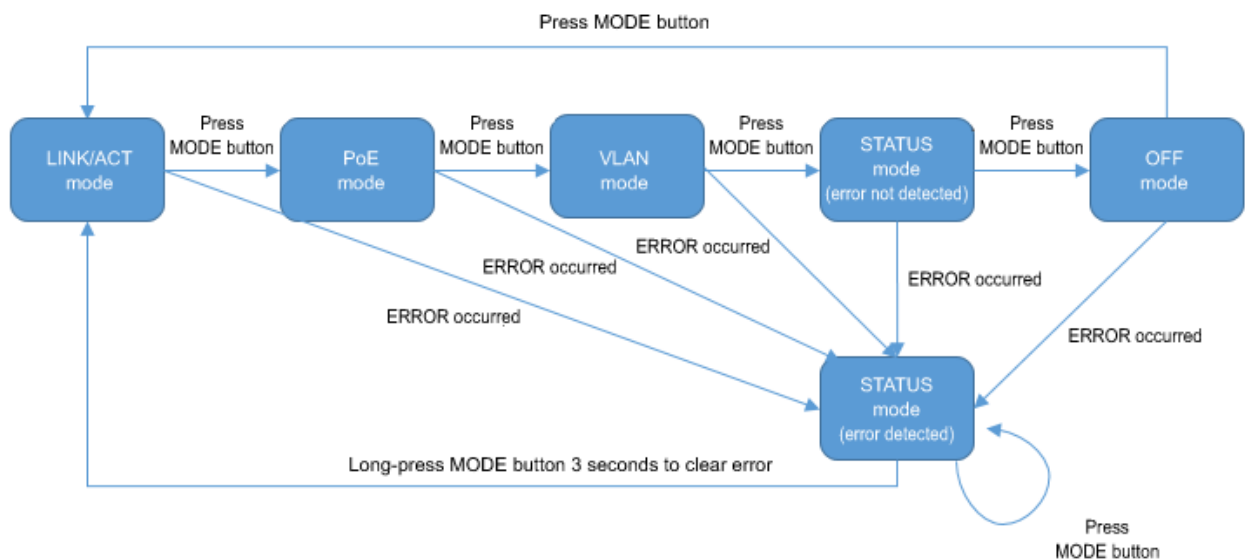 Press MODE button
LINK/ACT
mode
Press
MODE button
PoE
mode
Press
MODE button
VLAN
mode
Press
MODE button
STATUS
mode
(error not detected)
Press
MODE button
OFF
mode
ERROR occurred
ERROR occurred
ERROR occurred
ERROR occurred
ERROR occurred
STATUS
mode
(error detected)
Long-press MODE button 3 seconds to clear error
Press
MODE button